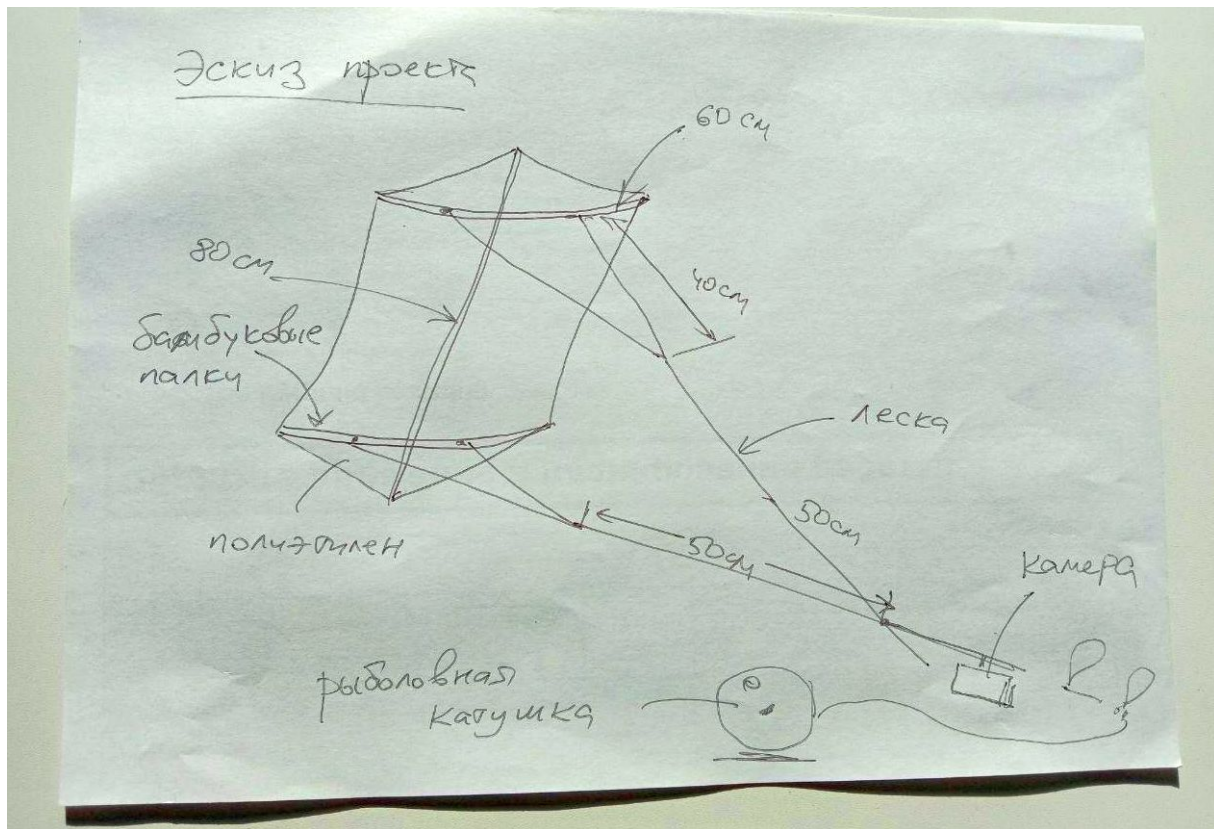 Эскиз проекта
60 см
80 см
40 см
бамбуковые
палки
леска
50 см
50 см
полиэтилен
камера
рыболовная
катушка